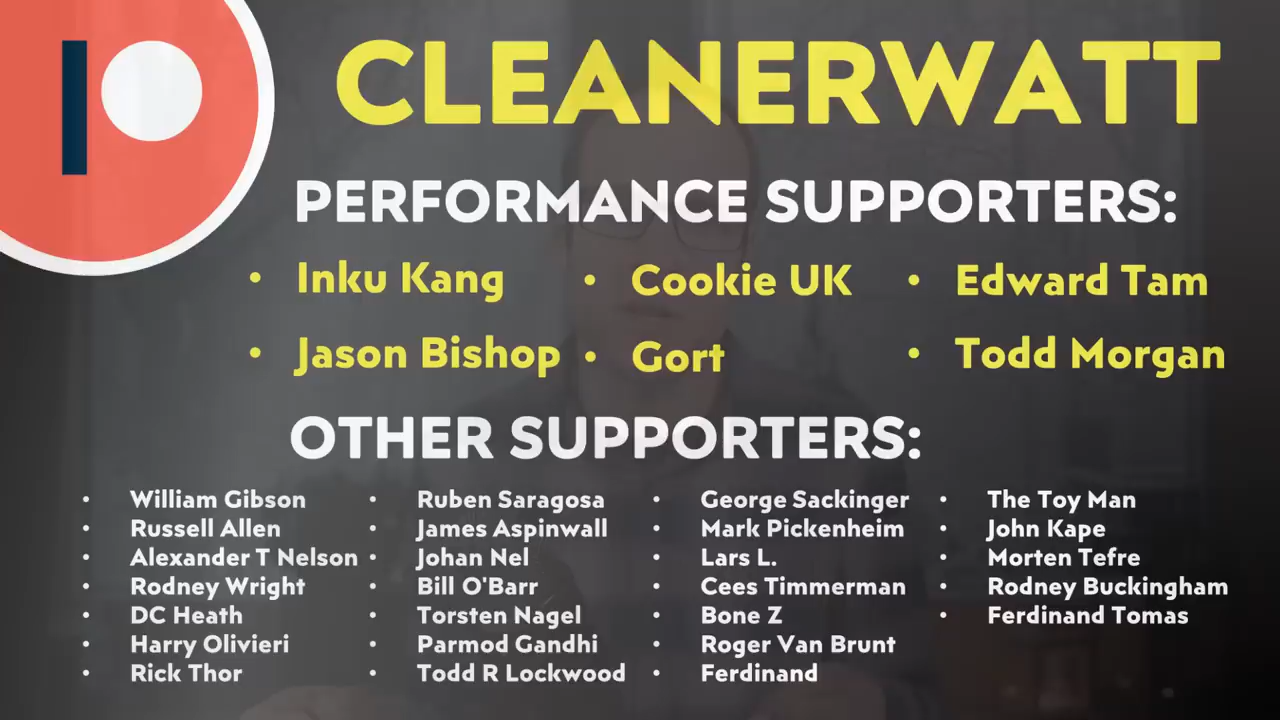 CLEANERWATT
PERFORMANCE SUPPORTERS:
• Inku Kang
• Jason Bishop
• Cookie UK
• Gort
• Edward Tam
• Todd Morgan
OTHER SUPPORTERS:
• William Gibson
• Russell Allen
• Alexander T Nelson
• Rodney Wright
• DC Heath
• Harry Olivieri
• Rick Thor
• Ruben Saragosa
• James Aspinwall
• Johan Nel
• Bill O'Barr
• Torsten Nagel
• Parmod Gandhi
• Todd R Lockwood
• George Sackinger
• Mark Pickenheim
• Lars L.
• Cees Timmerman
• Bone Z
• Roger Van Brunt
• Ferdinand
• The Toy Man
• John Kape
• Morten Tefre
• Rodney Buckingham
• Ferdinand Tomas